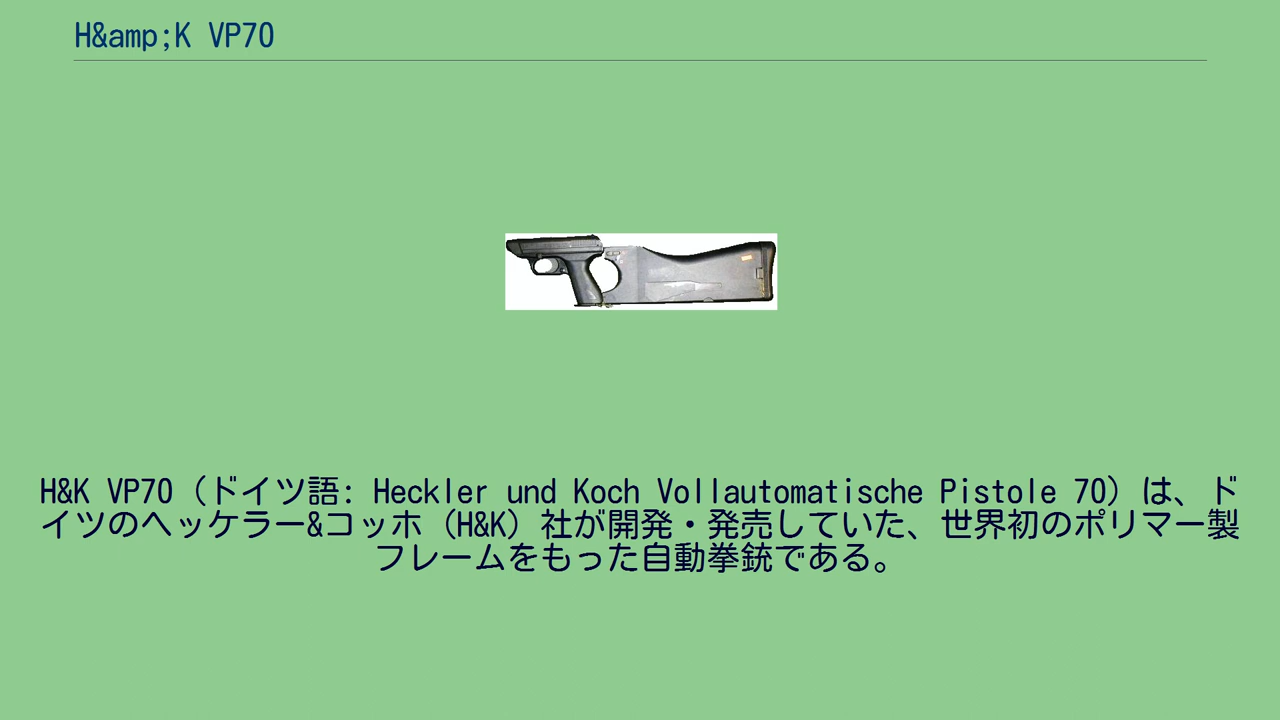 H&amp;K VP70
H&K VP70（ドイツ語: Heckler und Koch Vollautomatische Pistole 70）は、ド
イツのヘッケラー&コッホ（H&K）社が開発・発売していた、世界初のポリマー製
フレームをもった自動拳銃である。